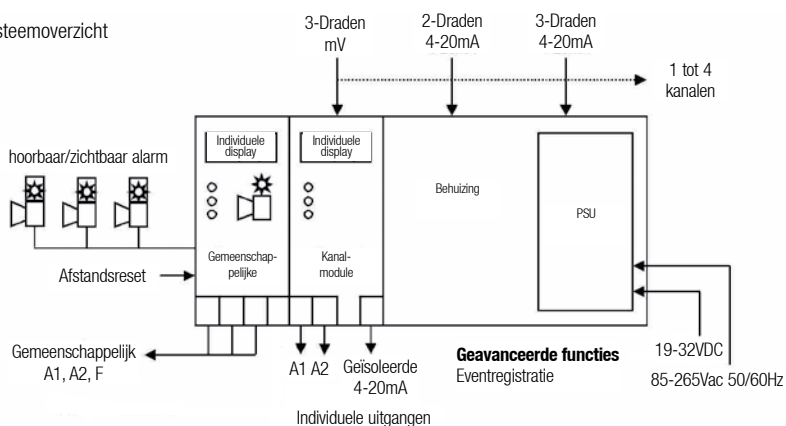 steemoverzicht
3-Draden
mV
2-Draden
4-20mA
3-Draden
4-20mA
1 tot 4
kanalen
hoorbaar/zichtbaar alarm
Individuele
display
Individuele
display
Behuizing
PSU
Gemeenschap-
pelijke
Kanal-
module
Afstandsreset
Gemeenschappelijk
A1, A2, F
A1 A2
Geïsoleerde
4-20mA
Individuele uitgangen
Geavanceerde functies
Eventregistratie
19-32VDC
85-265Vac 50/60Hz